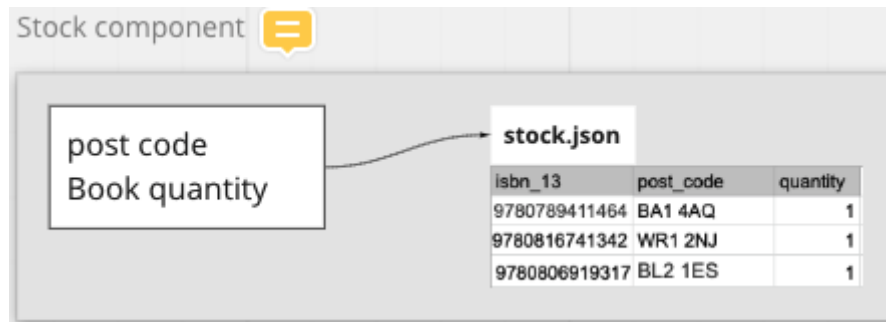 Stock component
post code
Book quantity
stock.json
isbn_13 post_code quantity
9780789411464 BA1 4AQ 1
9780816741342 WR1 2NJ 1
9780806919317 BL2 1ES 1